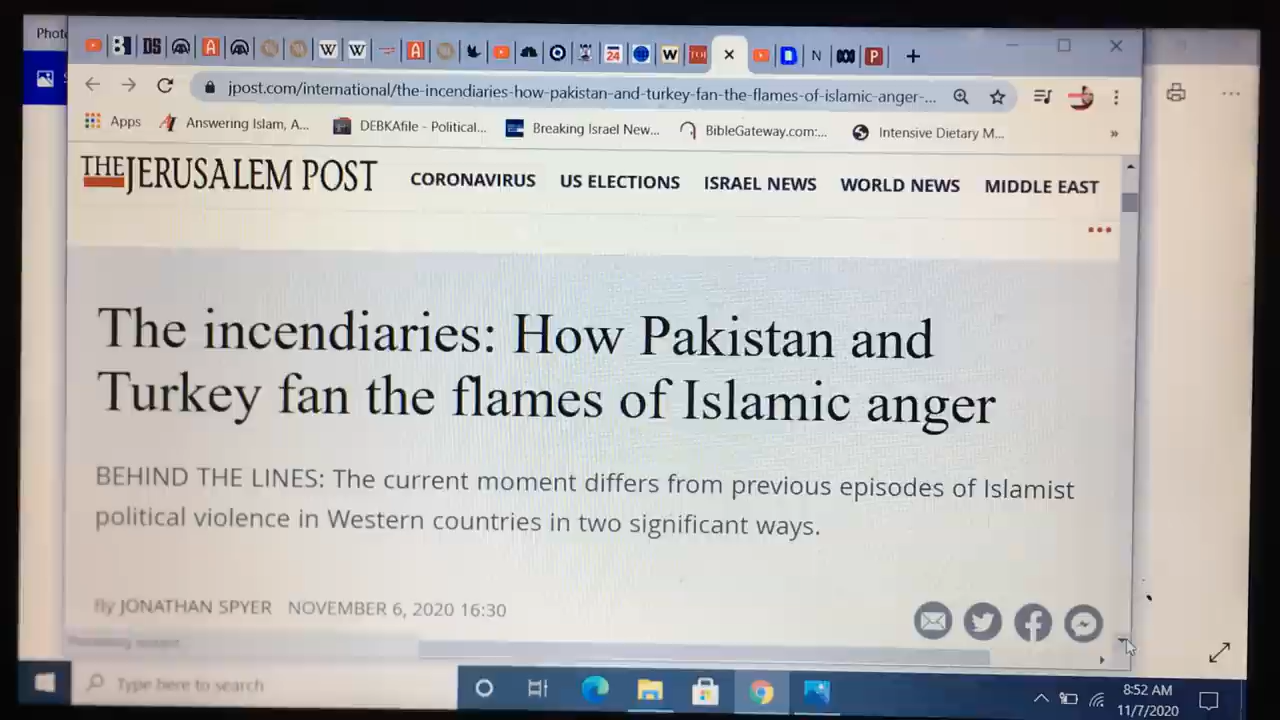 Phot
B DS A A W W A 24 W TOI D N P
jpost.com/international/the-incendiaries-how-pakistan-and-turkey-fan-the-flames-of-islamic-anger-...
Apps Answering Islam, A... DEBKAfile - Political... Breaking Israel New... BibleGateway.com:... Intensive Dietary M... »
THE JERUSALEM POST CORONAVIRUS US ELECTIONS ISRAEL NEWS WORLD NEWS MIDDLE EAST
The incendiaries: How Pakistan and
Turkey fan the flames of Islamic anger
BEHIND THE LINES: The current moment differs from previous episodes of Islamist
political violence in Western countries in two significant ways.
By JONATHAN SPYER NOVEMBER 6, 2020 16:30
Type here to search
8:52 AM
11/7/2020